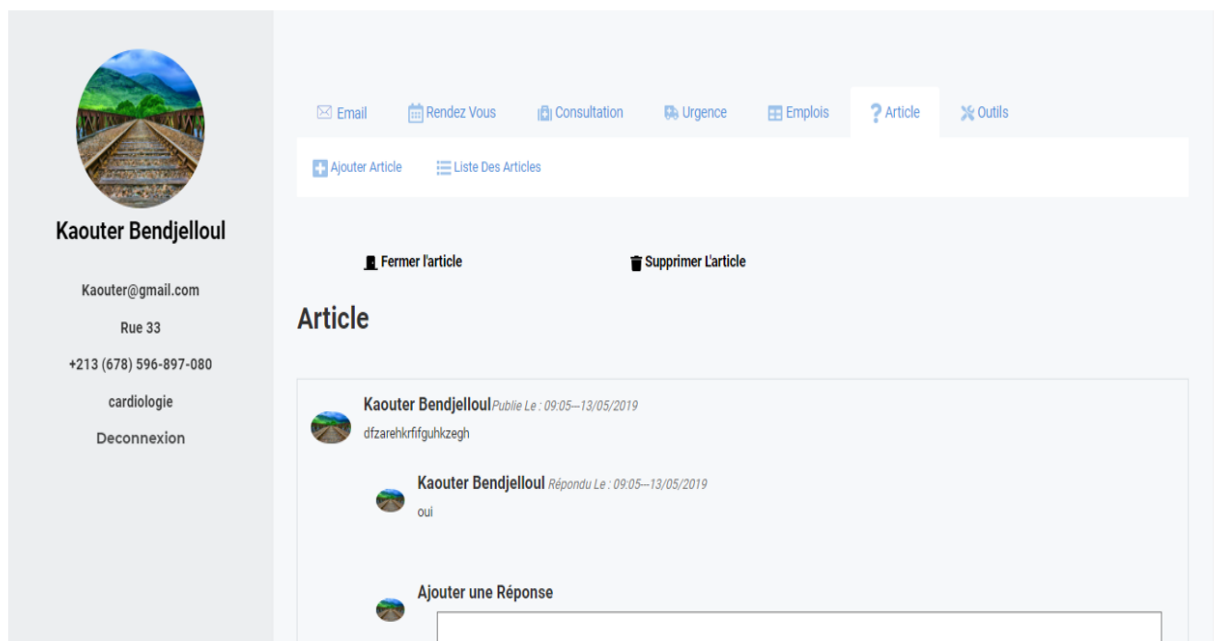 Email Rendez Vous Consultation Urgence Emplois Article Outils
Ajouter Article Liste Des Articles
Kaouter Bendjelloul
Kaouter@gmail.com
Rue 33
+213 (678) 596-897-080
cardiologie
Deconnexion
Fermer l'article Supprimer L'article
Article
Kaouter Bendjelloul Publie Le : 09:05---13/05/2019
dfzarehkrfifguhkzegh
Kaouter Bendjelloul Répondu Le : 09:05---13/05/2019
oui
Ajouter une Réponse